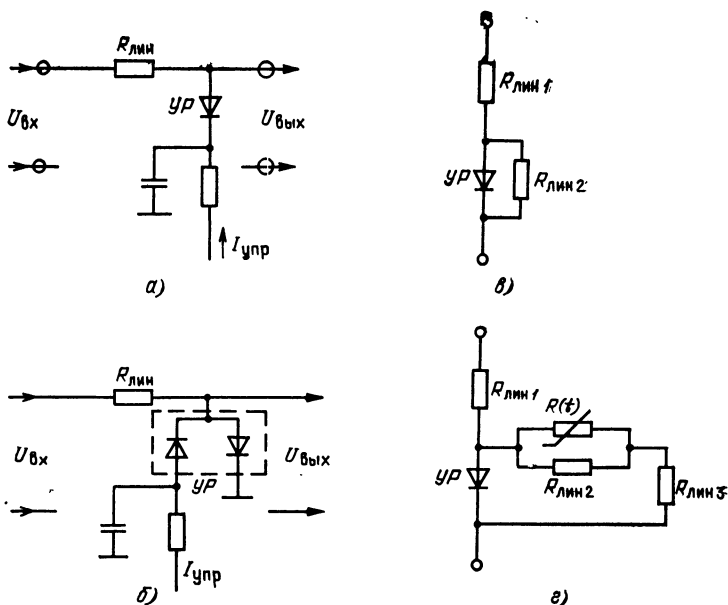 Rлин
УР
Uвх
Uвых
Iупр
а)
Rлин 1
УР
Rлин 2
в)
Rлин
Uвх
УР
Uвых
Iупр
б)
Rлин 1
R(t)
УР
Rлин 2
Rлин 3
г)